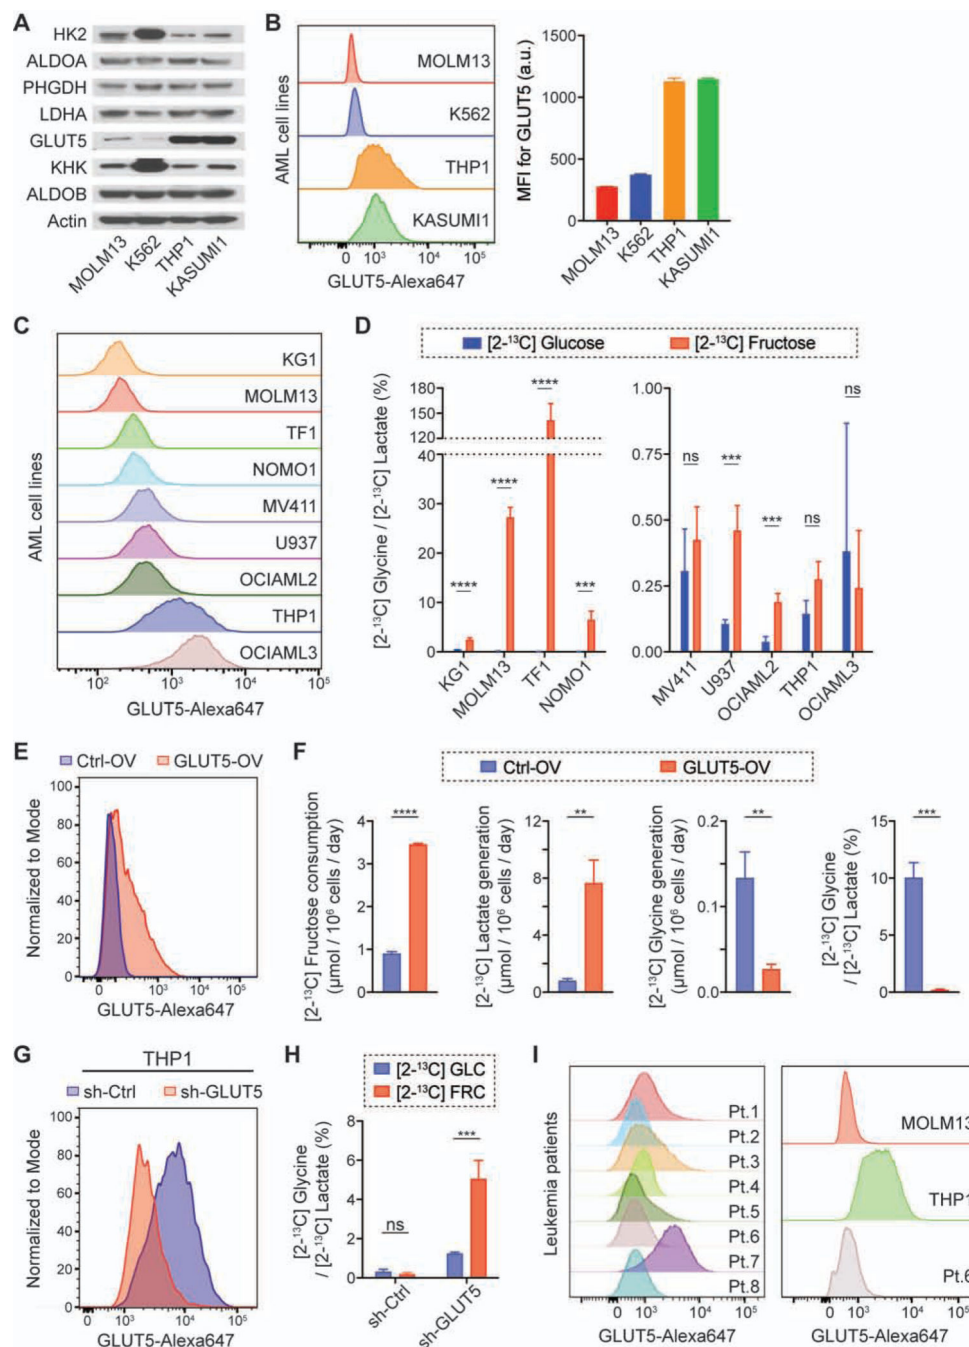 A
HK2
ALDOA
PHGDH
LDHA
GLUT5
KHK
ALDOB
Actin
MOLM13
K562
THP1
KASUMI1
B
AML cell lines
MOLM13
K562
THP1
KASUMI1
0 10³ 10⁴ 10⁵
GLUT5-Alexa647
MFI for GLUT5 (a.u.)
1500
1000
500
0
MOLM13
K562
THP1
KASUMI1
C
AML cell lines
KG1
MOLM13
TF1
NOMO1
MV411
U937
OCIAML2
THP1
OCIAML3
10² 10³ 10⁴ 10⁵
GLUT5-Alexa647
D
[2-¹³C] Glucose [2-¹³C] Fructose
[2-¹³C] Glycine / [2-¹³C] Lactate (%)
180
150
120
40
30
20
10
0
**** **** **** ***
KG1
MOLM13
TF1
NOMO1
1.00
0.75
0.50
0.25
0.00
ns *** *** ns ns
MV411
U937
OCIAML2
THP1
OCIAML3
E
Ctrl-OV GLUT5-OV
Normalized to Mode
100
80
60
40
20
0
0 10³ 10⁴ 10⁵
GLUT5-Alexa647
F
Ctrl-OV GLUT5-OV
[2-¹³C] Fructose consumption
(µmol / 10⁶ cells / day)
4
3
2
1
0
****
[2-¹³C] Lactate generation
(µmol / 10⁶ cells / day)
12
10
8
6
4
2
0
**
[2-¹³C] Glycine generation
(µmol / 10⁶ cells / day)
0.2
0.1
0.1
0.0
**
[2-¹³C] Glycine
/ [2-¹³C] Lactate (%)
15
10
5
0
***
G
THP1
sh-Ctrl sh-GLUT5
Normalized to Mode
100
80
60
40
20
0
0 10³ 10⁴ 10⁵
GLUT5-Alexa647
H
[2-¹³C] GLC
[2-¹³C] FRC
[2-¹³C] Glycine
/ [2-¹³C] Lactate (%)
8
6
4
2
0
ns ***
sh-Ctrl
sh-GLUT5
I
Leukemia patients
Pt.1
Pt.2
Pt.3
Pt.4
Pt.5
Pt.6
Pt.7
Pt.8
0 10³ 10⁴ 10⁵
GLUT5-Alexa647
MOLM13
THP1
Pt.6
0 10³ 10⁴ 10⁵
GLUT5-Alexa647